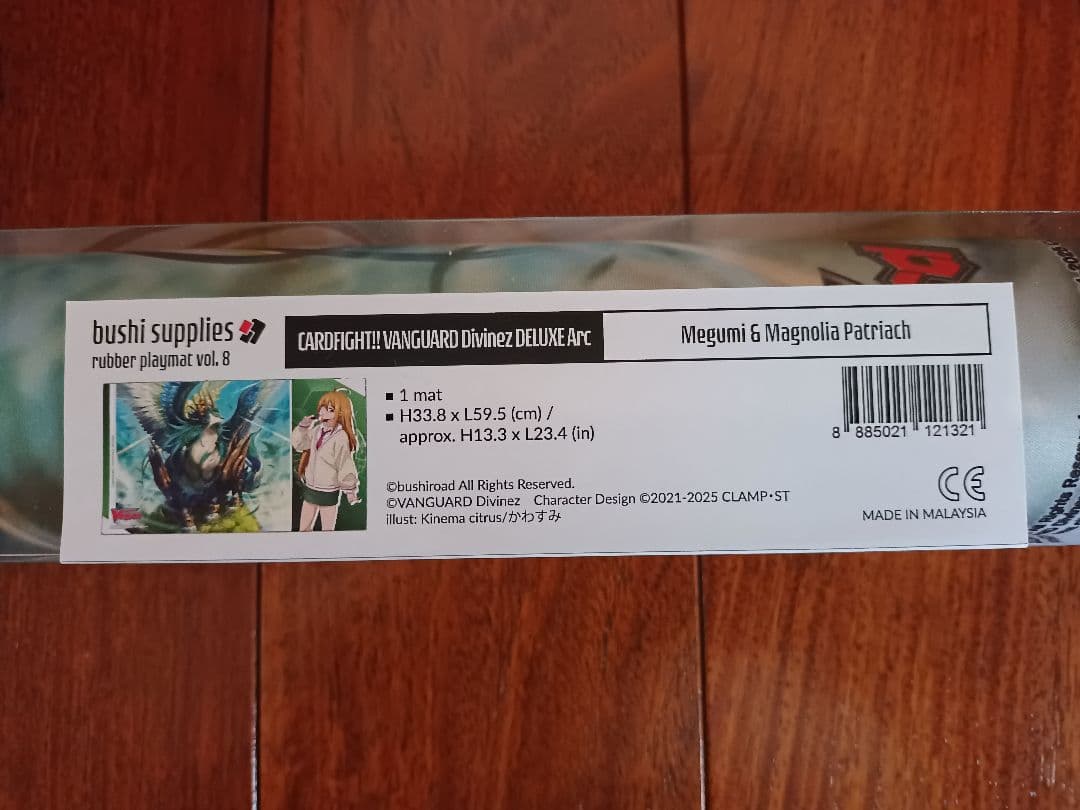 bushi supplies
rubber playmat vol. 8
CARDFIGHT!! VANGUARD Divinez DELUXE Arc
Megumi & Magnolia Patriach
■ 1 mat
■ H33.8 x L59.5 (cm) /
approx. H13.3 x L23.4 (in)
8 885021 121321
©bushiroad All Rights Reserved.
©VANGUARD Divinez Character Design ©2021-2025 CLAMP・ST
illust: Kinema citrus/かわすみ
CE
MADE IN MALAYSIA